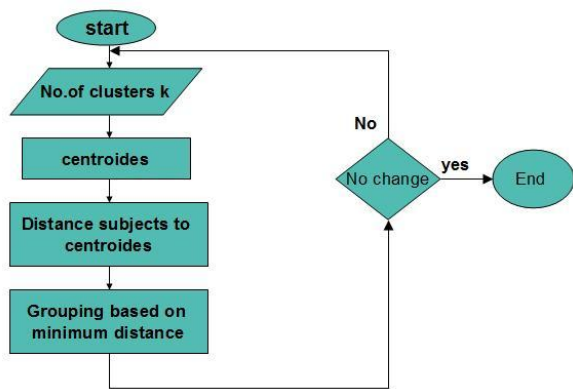 start
No.of clusters k
centroides
Distance subjects to
centroides
Grouping based on
minimum distance
No
No change
yes
End